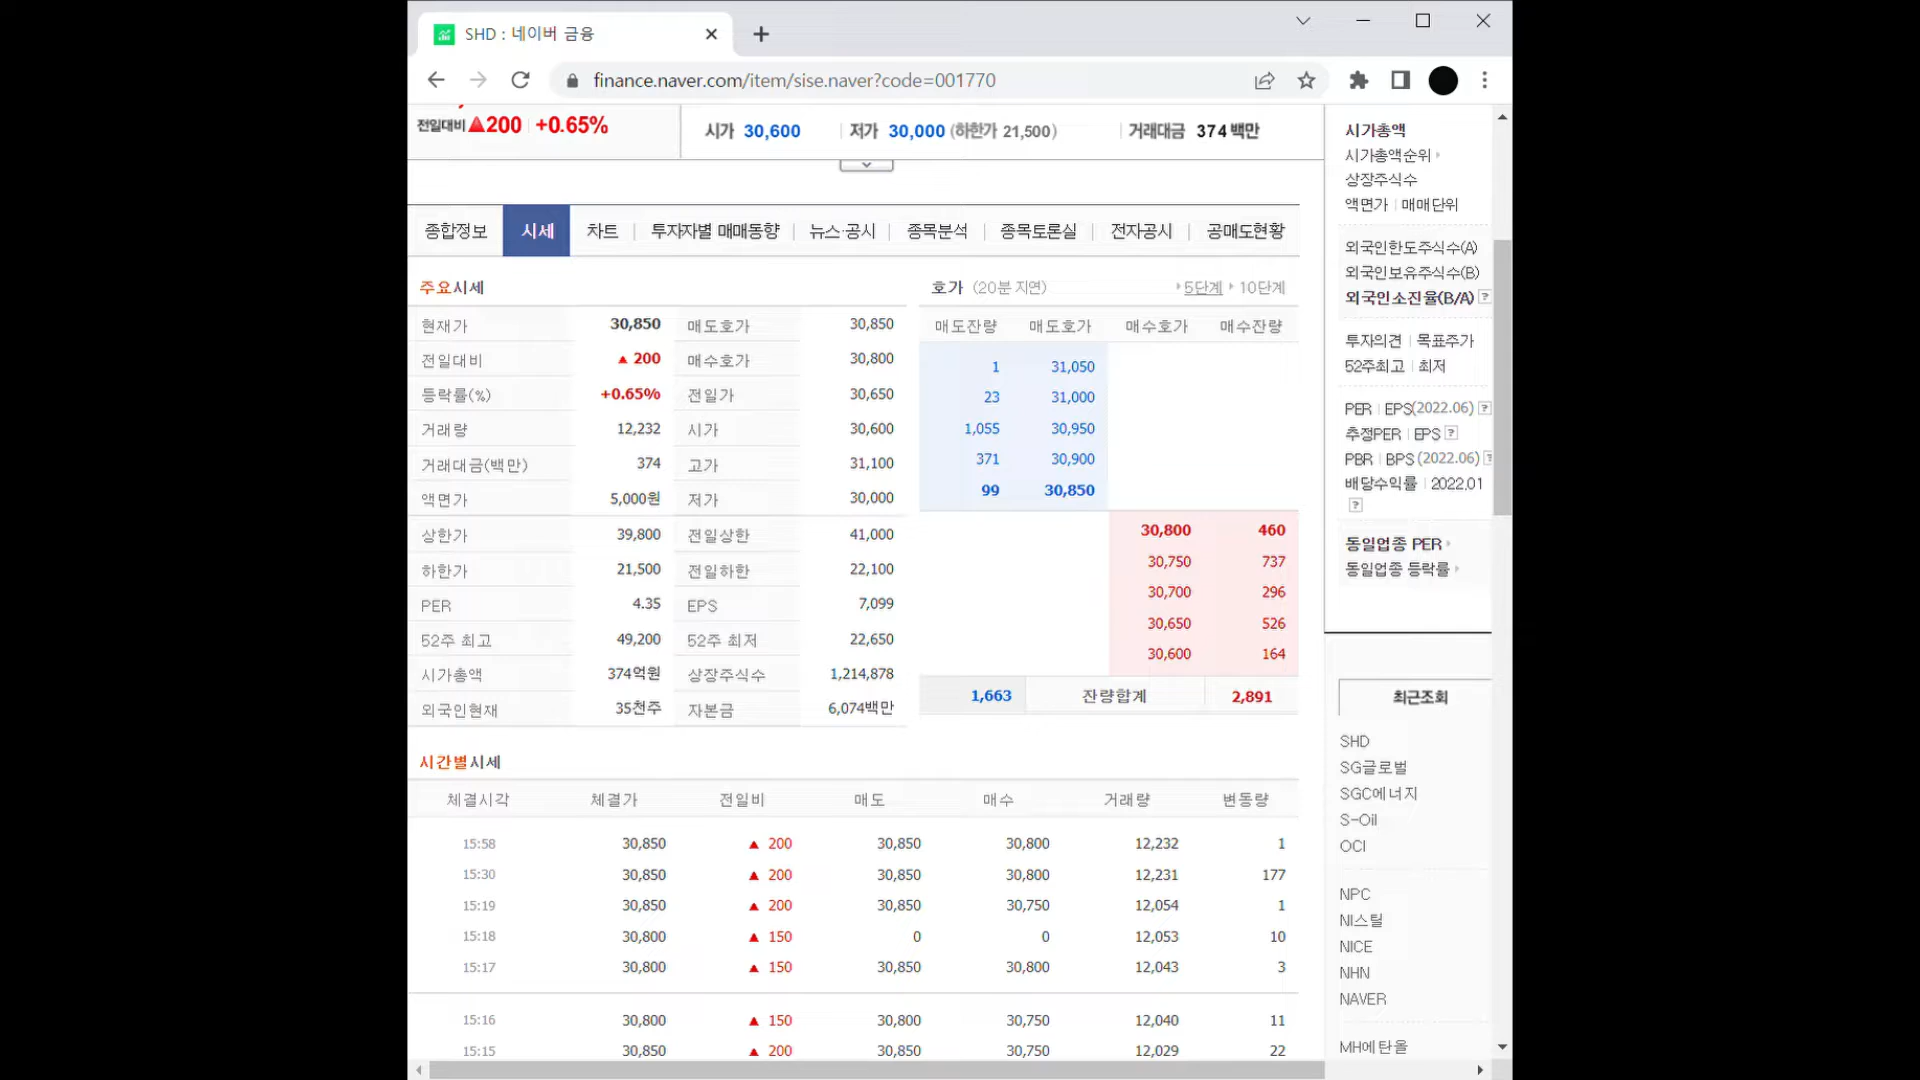 SHD : 네이버 금융
finance.naver.com/item/sise.naver?code=001770
전일대비 ▲200 +0.65%
시가 30,600 저가 30,000 (하한가 21,500) 거래대금 374 백만
종합정보 시세 차트 투자자별 매매동향 뉴스·공시 종목분석 종목토론실 전자공시 공매도현황
주요시세
현재가 30,850 매도호가 30,850
전일대비 ▲ 200 매수호가 30,800
등락률(%) +0.65% 전일가 30,650
거래량 12,232 시가 30,600
거래대금(백만) 374 고가 31,100
액면가 5,000원 저가 30,000
상한가 39,800 전일상한 41,000
하한가 21,500 전일하한 22,100
PER 4.35 EPS 7,099
52주 최고 49,200 52주 최저 22,650
시가총액 374억원 상장주식수 1,214,878
외국인현재 35천주 자본금 6,074백만
호가 (20분 지연) 5단계 10단계
매도잔량 매도호가 매수호가 매수잔량
1 31,050
23 31,000
1,055 30,950
371 30,900
99 30,850
30,800 460
30,750 737
30,700 296
30,650 526
30,600 164
1,663 잔량합계 2,891
시간별시세
체결시각 체결가 전일비 매도 매수 거래량 변동량
15:58 30,850 ▲ 200 30,850 30,800 12,232 1
15:30 30,850 ▲ 200 30,850 30,800 12,231 177
15:19 30,850 ▲ 200 30,850 30,750 12,054 1
15:18 30,800 ▲ 150 0 0 12,053 10
15:17 30,800 ▲ 150 30,850 30,800 12,043 3
15:16 30,800 ▲ 150 30,800 30,750 12,040 11
15:15 30,850 ▲ 200 30,850 30,750 12,029 22
시가총액
시가총액순위
상장주식수
액면가 매매단위
외국인한도주식수(A)
외국인보유주식수(B)
외국인소진율(B/A) ?
투자의견 목표주가
52주최고 최저
PER EPS(2022.06) ?
추정PER EPS ?
PBR BPS (2022.06) ?
배당수익률 2022.01
?
동일업종 PER
동일업종 등락률
최근조회
SHD
SG글로벌
SGC에너지
S-Oil
OCI
NPC
NI스틸
NICE
NHN
NAVER
MH에탄올